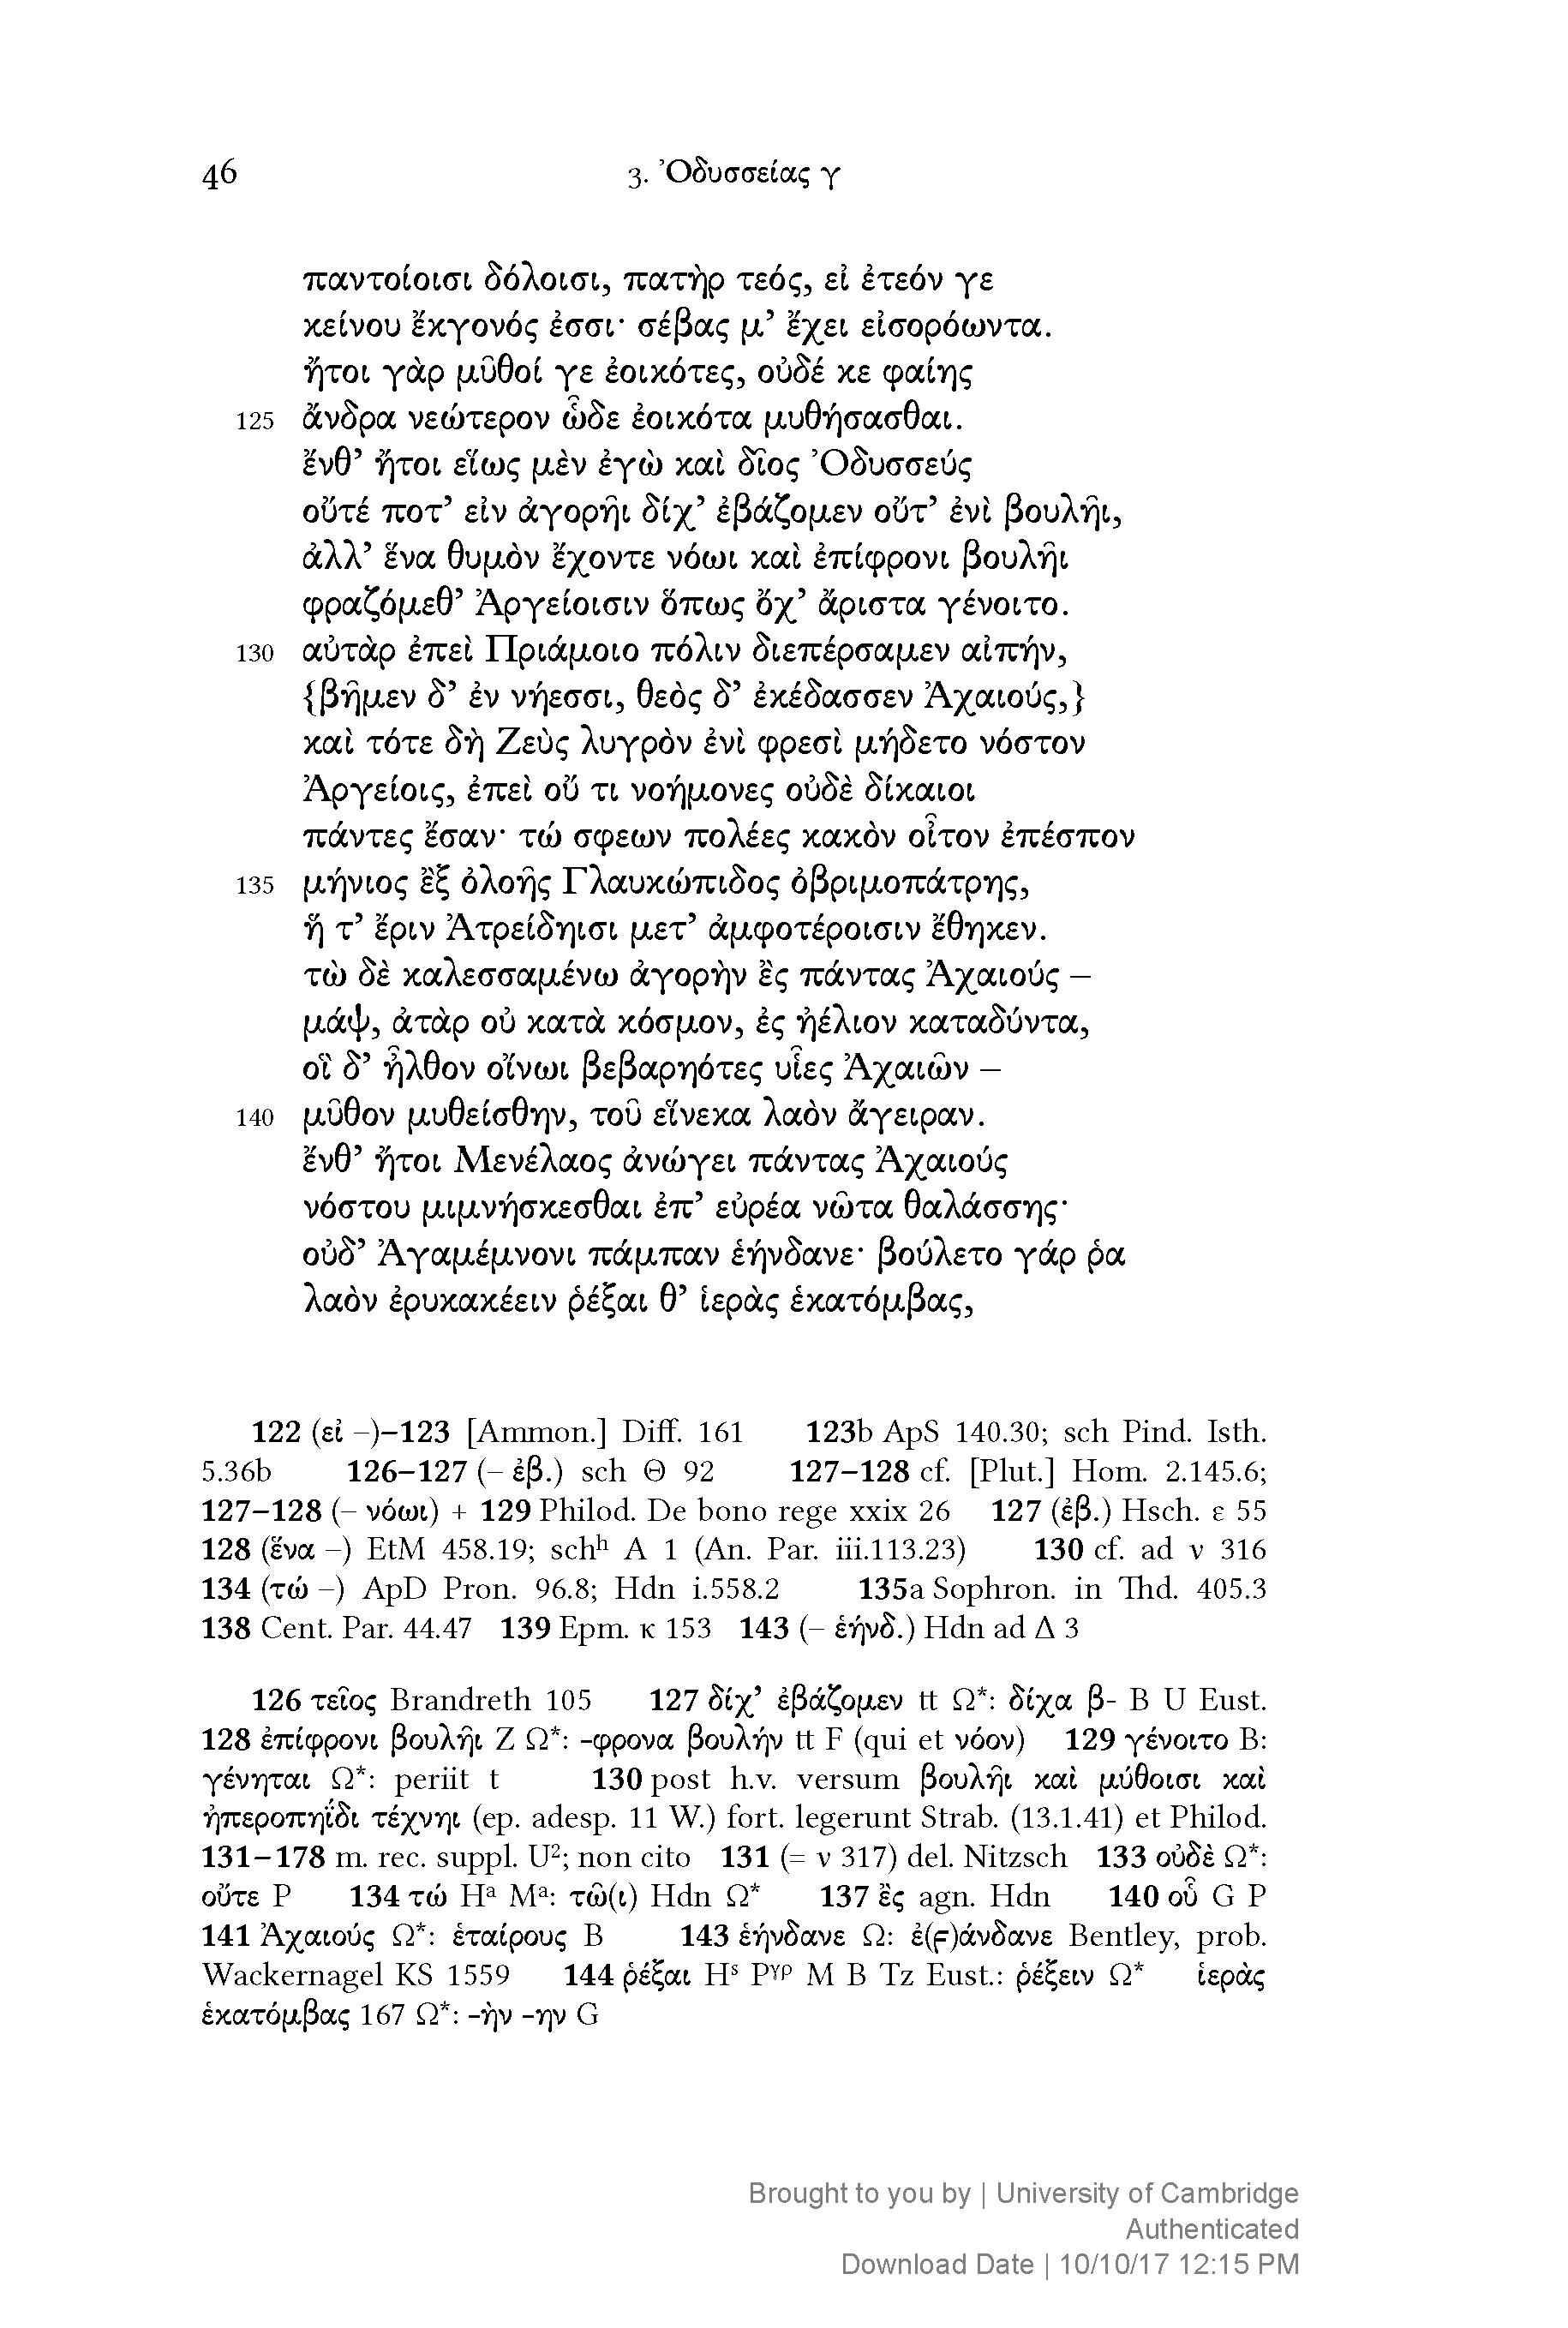 46
3. Ὀδυσσείας γ
παντοίοισι δόλοισι, πατὴρ τεός, εἰ ἐτεόν γε
κείνου ἔκγονός ἐσσι· σέβας μ’ ἔχει εἰσορόωντα.
ἤτοι γὰρ μῦθοί γε ἐοικότες, οὐδέ κε φαίης
125 ἄνδρα νεώτερον ὧδε ἐοικότα μυθήσασθαι.
ἔνθ’ ἤτοι εἵως μὲν ἐγὼ καὶ δῖος Ὀδυσσεύς
οὔτέ ποτ’ εἰν ἀγορῆι δίχ’ ἐβάζομεν οὔτ’ ἐνὶ βουλῆι,
ἀλλ’ ἕνα θυμὸν ἔχοντε νόωι καὶ ἐπίφρονι βουλῆι
φραζόμεθ’ Ἀργείοισιν ὅπως ὄχ’ ἄριστα γένοιτο.
130 αὐτὰρ ἐπεὶ Πριάμοιο πόλιν διεπέρσαμεν αἰπήν,
{βῆμεν δ’ ἐν νήεσσι, θεὸς δ’ ἐκέδασσεν Ἀχαιούς,}
καὶ τότε δὴ Ζεὺς λυγρὸν ἐνὶ φρεσὶ μήδετο νόστον
Ἀργείοις, ἐπεὶ οὔ τι νοήμονες οὐδὲ δίκαιοι
πάντες ἔσαν· τώ σφεων πολέες κακὸν οἶτον ἐπέσπον
135 μήνιος ἒξ ὀλοῆς Γλαυκώπιδος ὀβριμοπάτρης,
ἥ τ’ ἔριν Ἀτρείδηισι μετ’ ἀμφοτέροισιν ἔθηκεν.
τὼ δὲ καλεσσαμένω ἀγορὴν ἒς πάντας Ἀχαιούς –
μάψ, ἀτὰρ οὐ κατὰ κόσμον, ἐς ἠέλιον καταδύντα,
οἳ δ’ ἦλθον οἴνωι βεβαρηότες υἷες Ἀχαιῶν –
140 μῦθον μυθείσθην, τοῦ εἵνεκα λαὸν ἄγειραν.
ἔνθ’ ἤτοι Μενέλαος ἀνώγει πάντας Ἀχαιούς
νόστου μιμνήσκεσθαι ἐπ’ εὐρέα νῶτα θαλάσσης·
οὐδ’ Ἀγαμέμνονι πάμπαν ἑήνδανε· βούλετο γάρ ῥα
λαὸν ἐρυκακέειν ῥέξαι θ’ ἱερὰς ἑκατόμβας,
122 (εἰ –)–123 [Ammon.] Diff. 161 123b ApS 140.30; sch Pind. Isth.
5.36b 126–127 (– ἐβ.) sch Θ 92 127–128 cf. [Plut.] Hom. 2.145.6;
127–128 (– νόωι) + 129 Philod. De bono rege xxix 26 127 (ἐβ.) Hsch. ε 55
128 (ἕνα –) EtM 458.19; schʰ A 1 (An. Par. iii.113.23) 130 cf. ad ν 316
134 (τώ –) ApD Pron. 96.8; Hdn i.558.2 135a Sophron. in Thd. 405.3
138 Cent. Par. 44.47 139 Epm. κ 153 143 (– ἑήνδ.) Hdn ad Δ 3
126 τεῖος Brandreth 105 127 δίχ’ ἐβάζομεν tt Ω*: δίχα β- B U Eust.
128 ἐπίφρονι βουλῆι Z Ω*: -φρονα βουλήν tt F (qui et νόον) 129 γένοιτο B:
γένηται Ω*: periit t 130 post h.v. versum βουλῆι καὶ μύθοισι καὶ
ἠπεροπηΐδι τέχνηι (ep. adesp. 11 W.) fort. legerunt Strab. (13.1.41) et Philod.
131–178 m. rec. suppl. U²; non cito 131 (= ν 317) del. Nitzsch 133 οὐδὲ Ω*:
οὔτε P 134 τώ Hᵃ Mᵃ: τῶ(ι) Hdn Ω* 137 ἒς agn. Hdn 140 οὗ G P
141 Ἀχαιούς Ω*: ἑταίρους B 143 ἑήνδανε Ω: ἐ(ϝ)άνδανε Bentley, prob.
Wackernagel KS 1559 144 ῥέξαι Hˢ Pᵞᵖ M B Tz Eust.: ῥέξειν Ω* ἱερὰς
ἑκατόμβας 167 Ω*: -ὴν -ην G
Brought to you by | University of Cambridge
Authenticated
Download Date | 10/10/17 12:15 PM